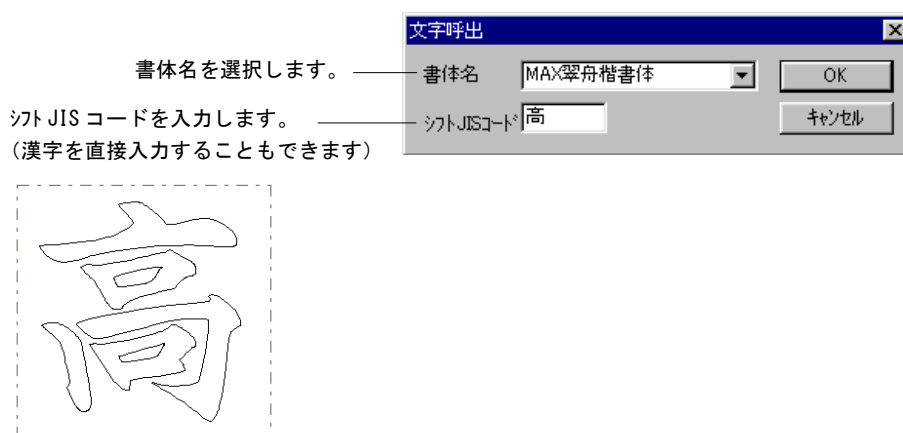 文字呼出
書体名を選択します。
書体名
MAX翠舟楷書体
OK
ｼﾌﾄJISコードを入力します。
(漢字を直接入力することもできます)
ｼﾌﾄJISｺｰﾄﾞ
高
ｷｬﾝｾﾙ
高